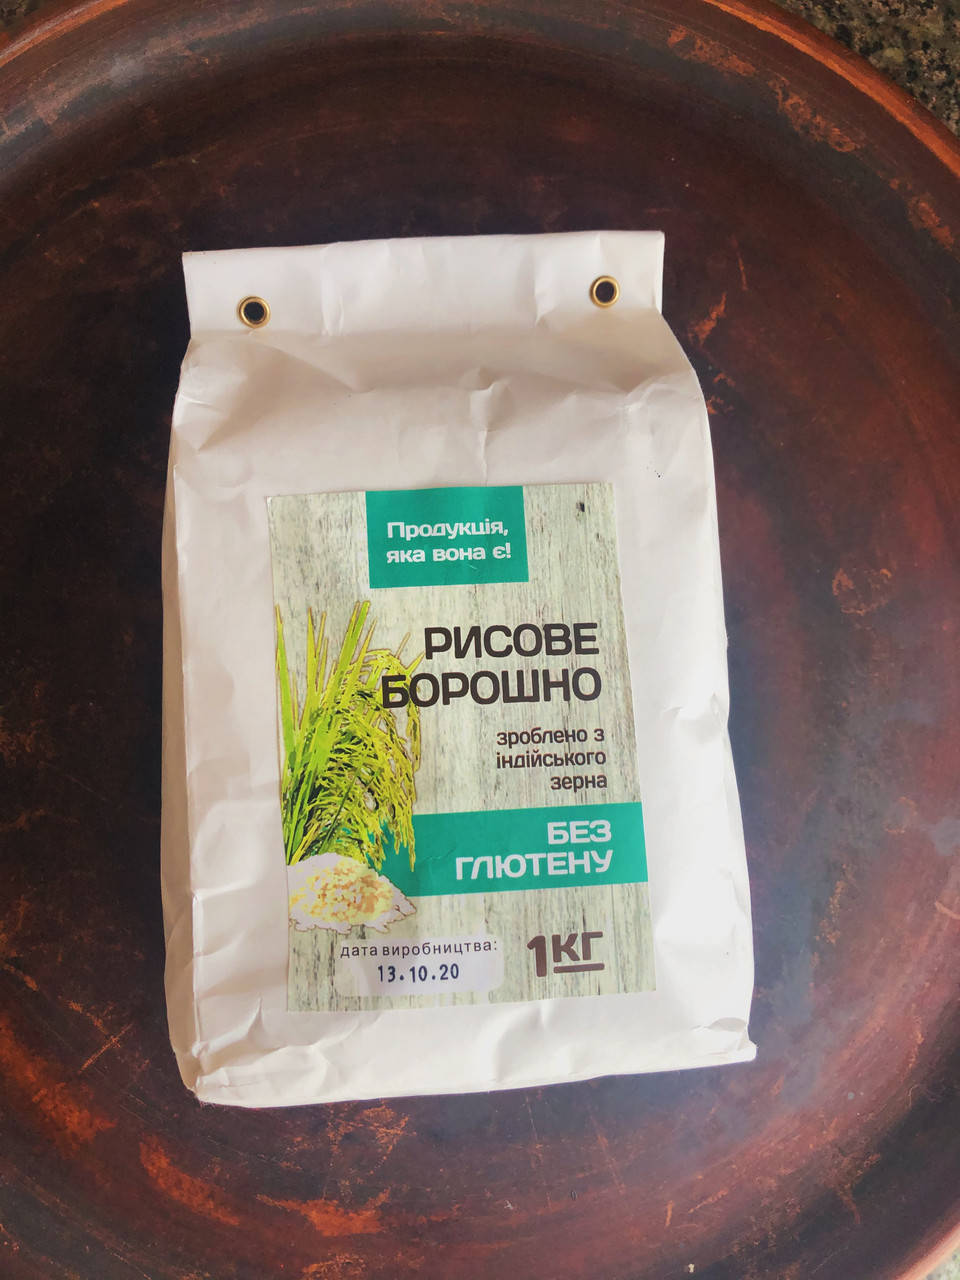 Продукція,
яка вона є!
РИСОВЕ
БОРОШНО
зроблено з
індійського
зерна
БЕЗ
ГЛЮТЕНУ
дата виробництва:
13.10.20
1КГ